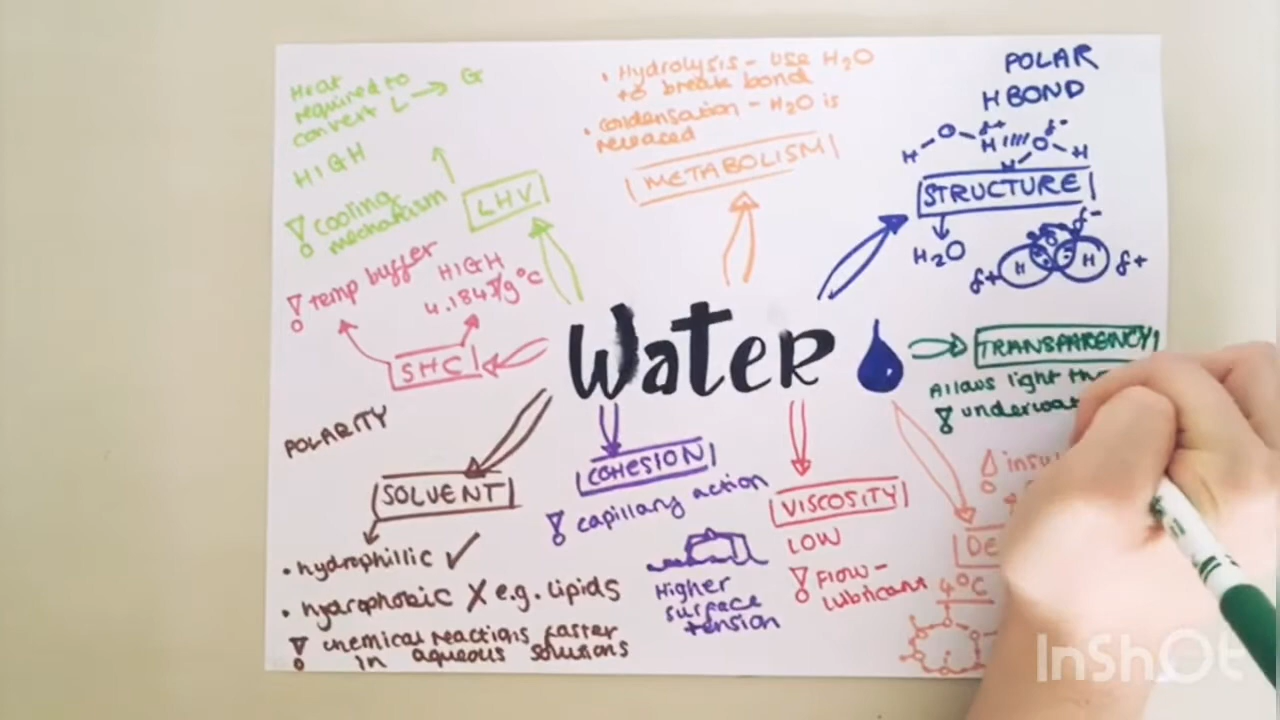 Heat
required to
convert L → G
HIGH
! cooling
mechanism
LHV
• Hydrolysis - use H2O
to break bond
• condensation - H2O is
released
METABOLISM
POLAR
H BOND
H O δ+ H δ- O H H
STRUCTURE
H2O
δ-
δ+ H O H δ+
! temp buffer
HIGH
4.184J/g°C
SHC
Water
TRANSPARENCY
Allows light
!
POLARITY
SOLVENT
• hydrophillic ✓
• hydrophobic X e.g. lipids
! chemical reactions faster
in aqueous solutions
COHESION
! capillary action
Higher
surface
tension
VISCOSITY
LOW
! Flow-
lubricant
4°C
InShOt